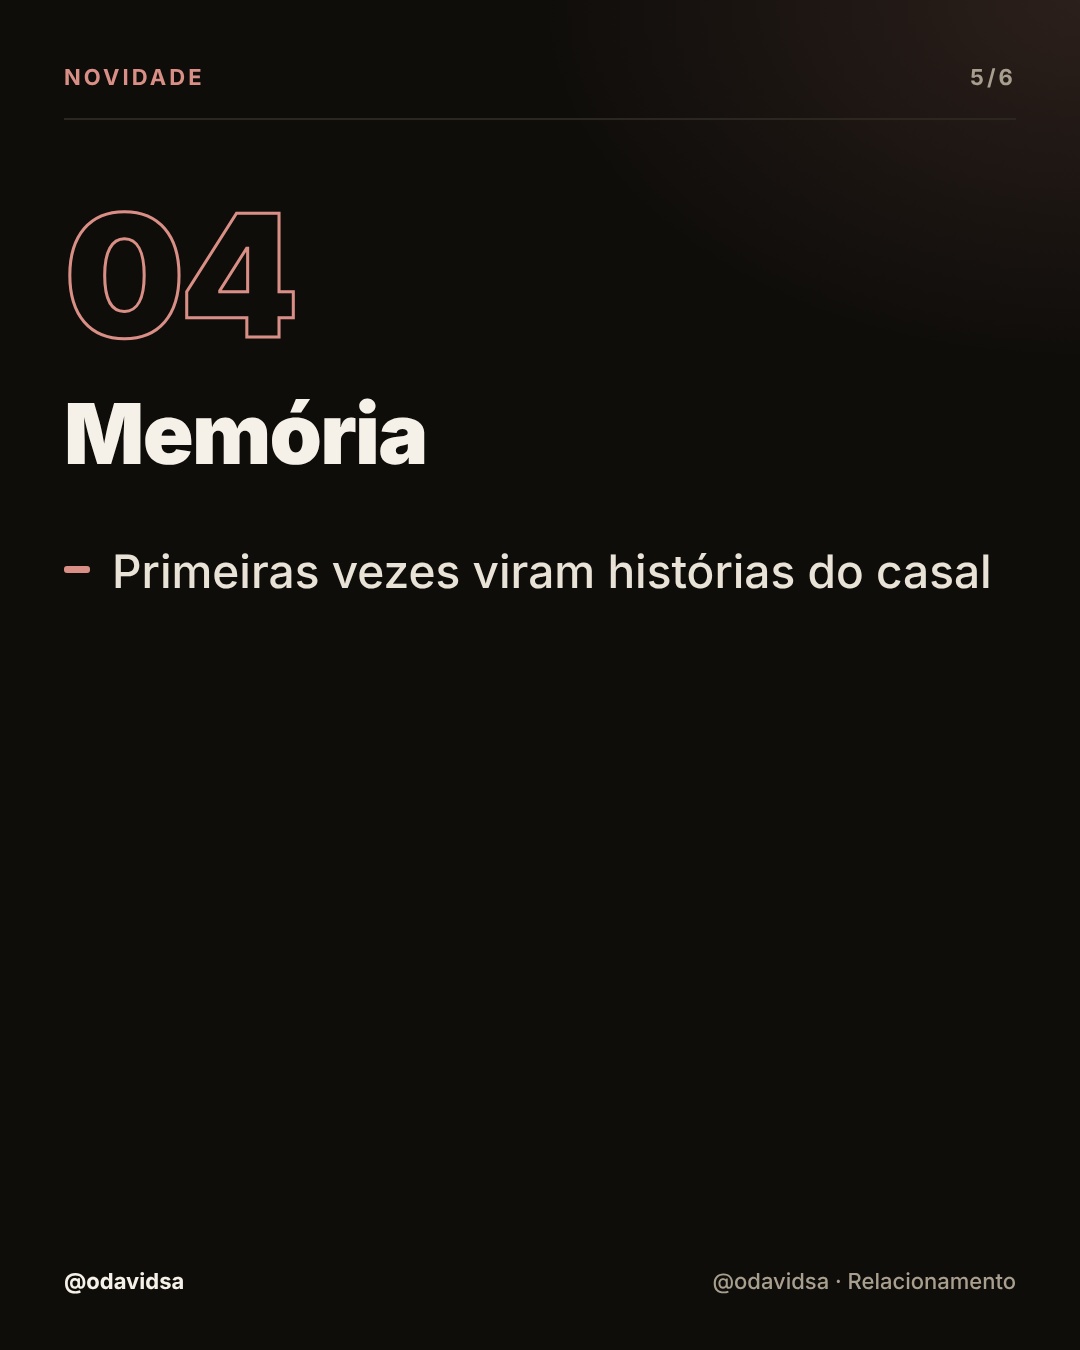 NOVIDADE
5/6
04
Memória
Primeiras vezes viram histórias do casal
@odavidsa
@odavidsa · Relacionamento